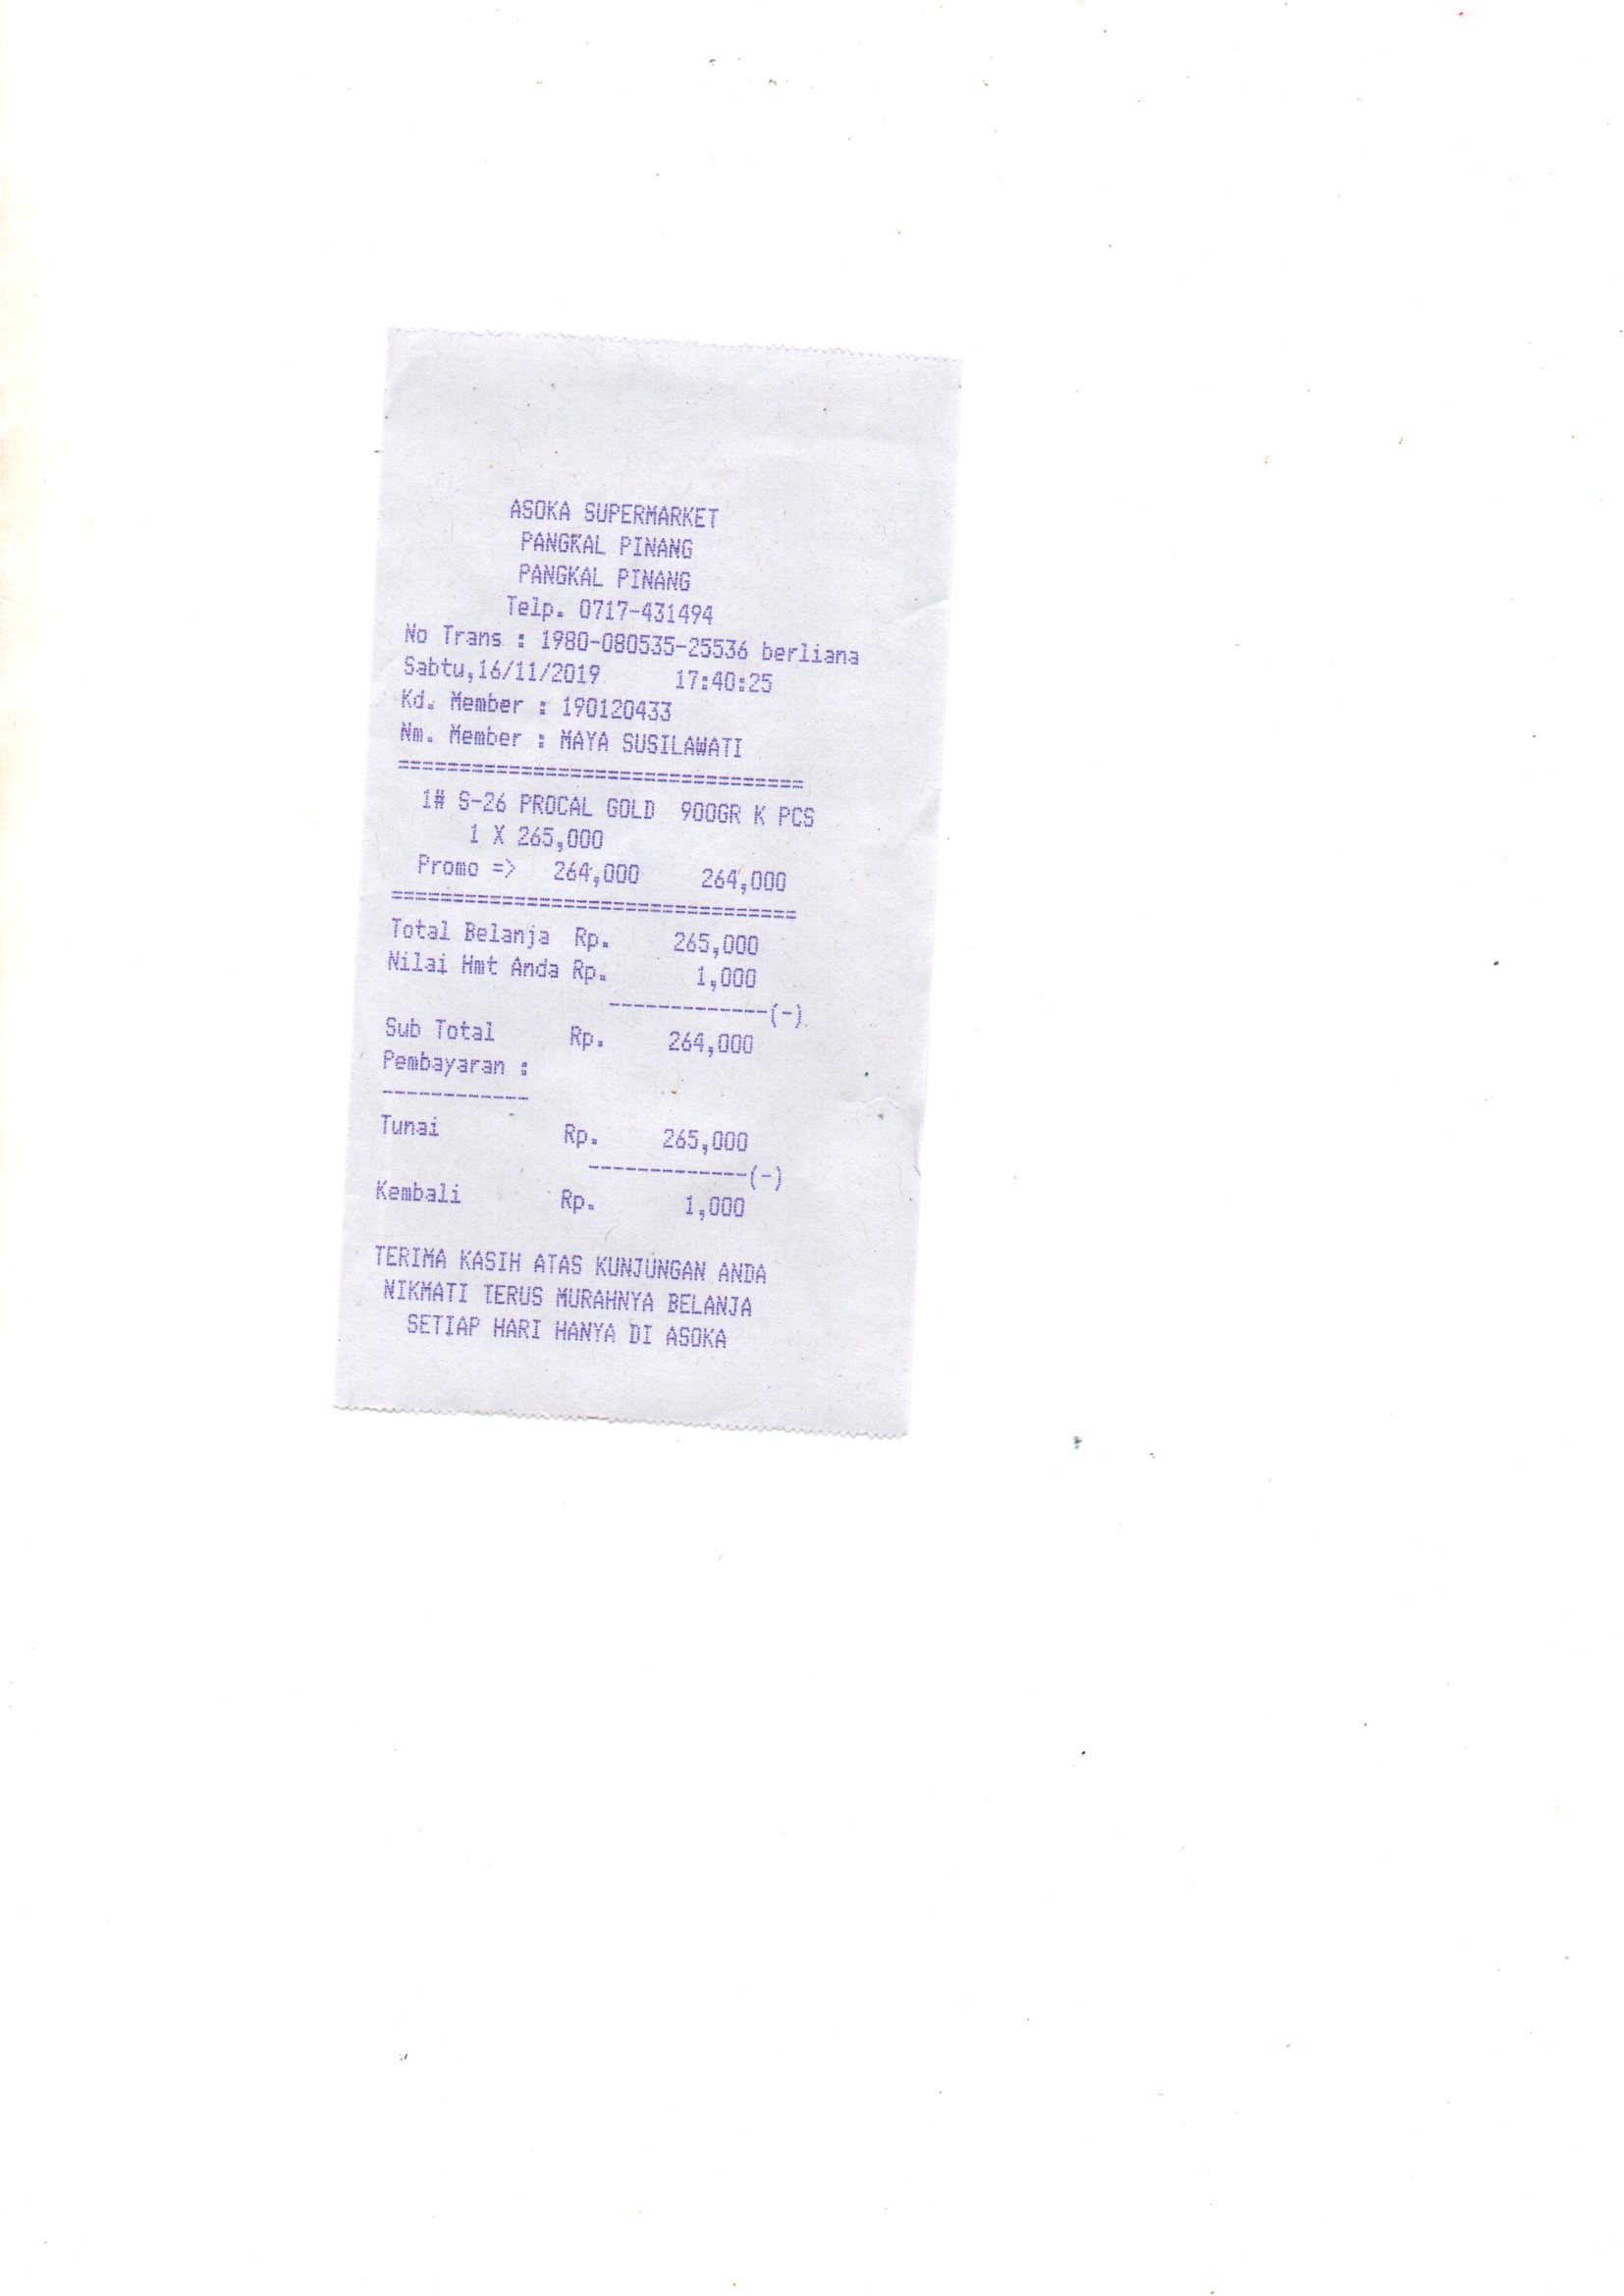 ASOKA SUPERMARKET
PANGKAL PINANG
PANGKAL PINANG
Telp. 0717-431494
No Trans : 1980-080535-25536 berliana
Sabtu,16/11/2019 17:40:25
Kd. Member : 190120433
Nm. Member : MAYA SUSILAWATI
=================================
1# S-26 PROCAL GOLD 900GR K PCS
1 X 265,000
Promo => 264,000 264,000
=================================
Total Belanja Rp. 265,000
Nilai Hmt Anda Rp. 1,000
-------------(-)
Sub Total Rp. 264,000
Pembayaran :
------------
Tunai Rp. 265,000
-------------(-)
Kembali Rp. 1,000
TERIMA KASIH ATAS KUNJUNGAN ANDA
NIKMATI TERUS MURAHNYA BELANJA
SETIAP HARI HANYA DI ASOKA